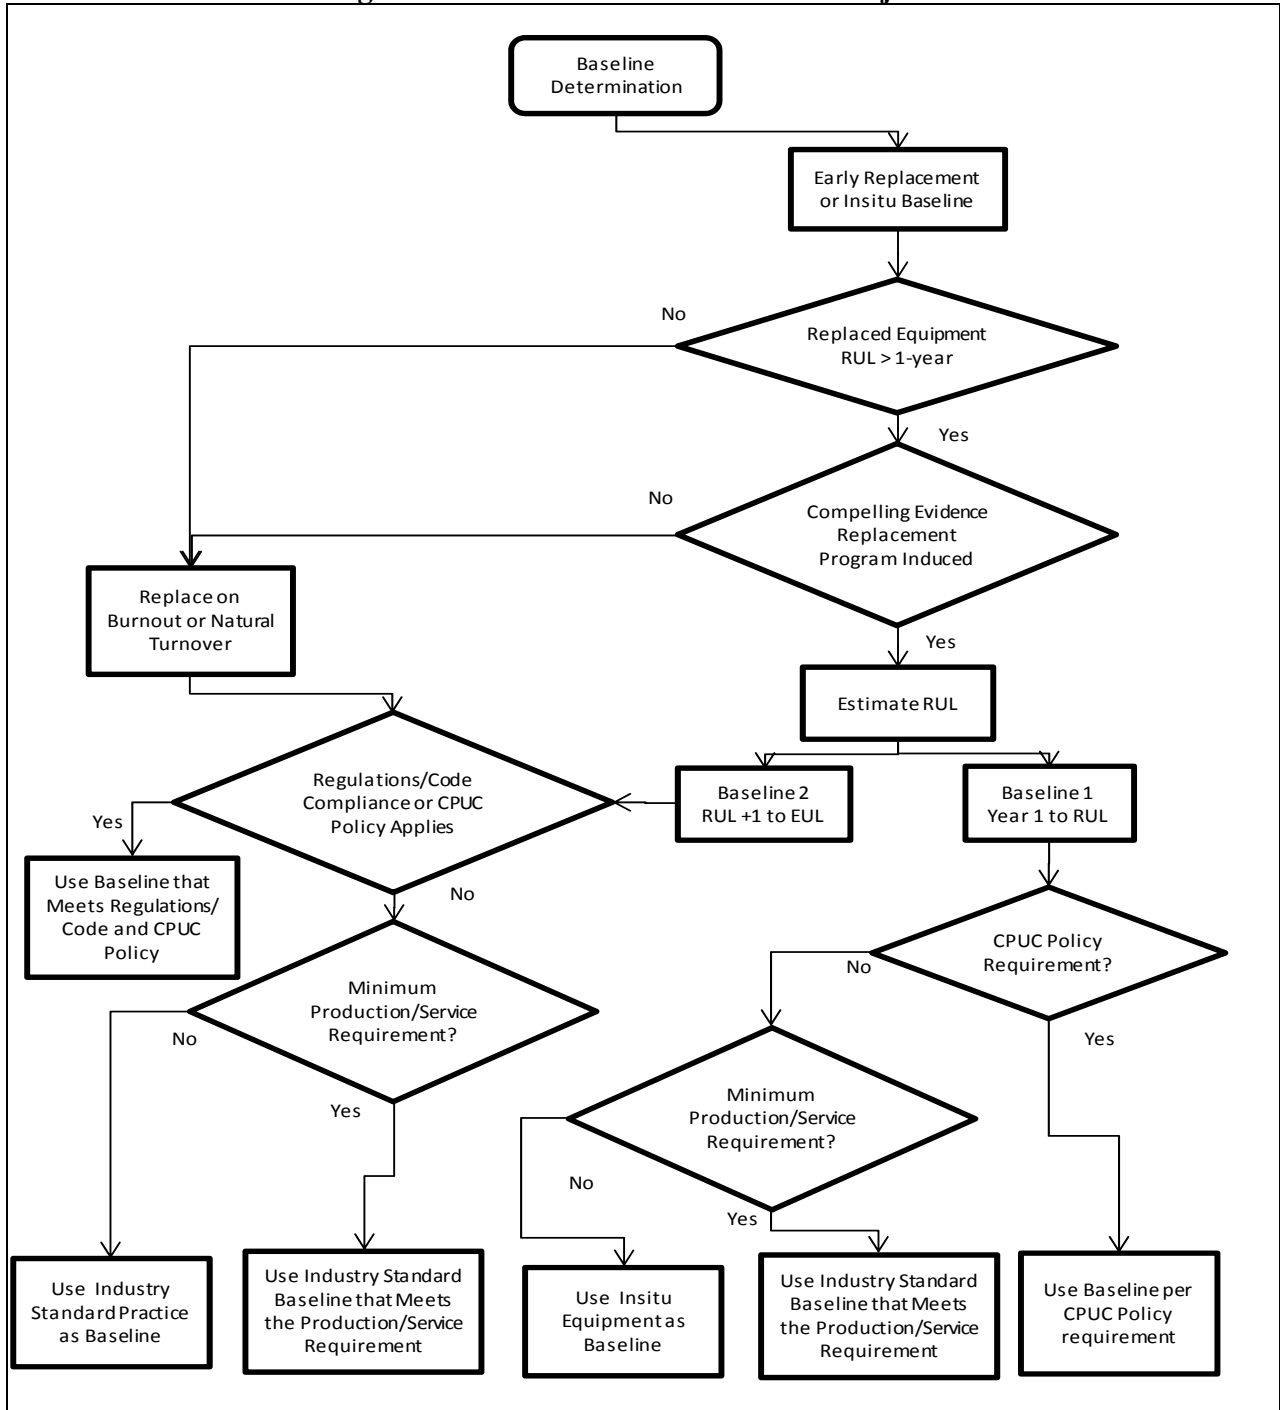 Baseline
Determination
Early Replacement
or Insitu Baseline
No
Replaced Equipment
RUL > 1-year
Yes
No
Compelling Evidence
Replacement
Program Induced
Replace on
Burnout or Natural
Turnover
Yes
Estimate RUL
Regulations/Code
Compliance or CPUC
Policy Applies
Baseline 2
RUL +1 to EUL
Baseline 1
Year 1 to RUL
Yes
Use Baseline that
Meets Regulations/
Code and CPUC
Policy
No
CPUC Policy
Requirement?
No
Minimum
Production/Service
Requirement?
No
Yes
Yes
Minimum
Production/Service
Requirement?
No
Yes
Use Industry
Standard Practice
as Baseline
Use Industry Standard
Baseline that Meets
the Production/Service
Requirement
Use Insitu
Equipment as
Baseline
Use Industry Standard
Baseline that Meets
the Production/Service
Requirement
Use Baseline per
CPUC Policy
requirement